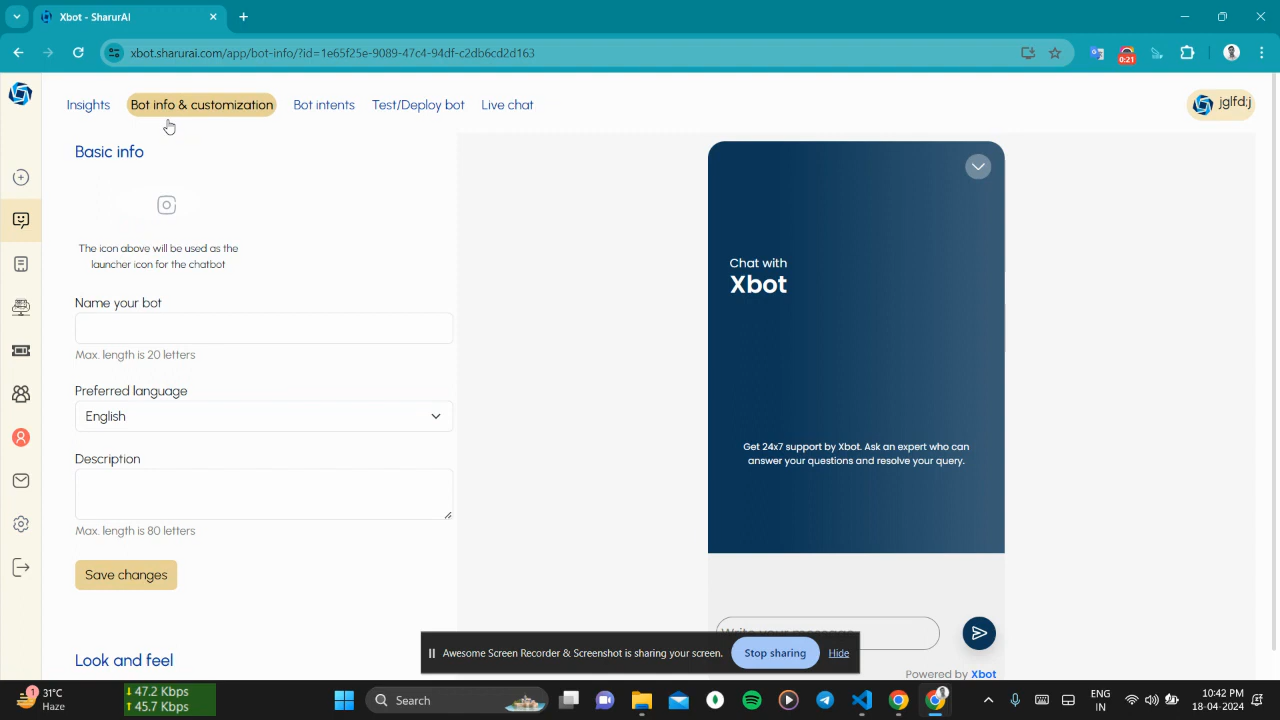 Xbot - SharurAI
xbot.sharurai.com/app/bot-info/?id=1e65f25e-9089-47c4-94df-c2db6cd2d163
0:21
Insights
Bot info & customization
Bot intents
Test/Deploy bot
Live chat
jglfd;j
Basic info
The icon above will be used as the
launcher icon for the chatbot
Name your bot
Max. length is 20 letters
Preferred language
English
Description
Max. length is 80 letters
Save changes
Look and feel
Chat with
Xbot
Get 24x7 support by Xbot. Ask an expert who can
answer your questions and resolve your query.
Write your message
Powered by Xbot
Awesome Screen Recorder & Screenshot is sharing your screen.
Stop sharing
Hide
1
31°C
Haze
47.2 Kbps
45.7 Kbps
Search
ENG
IN
10:42 PM
18-04-2024